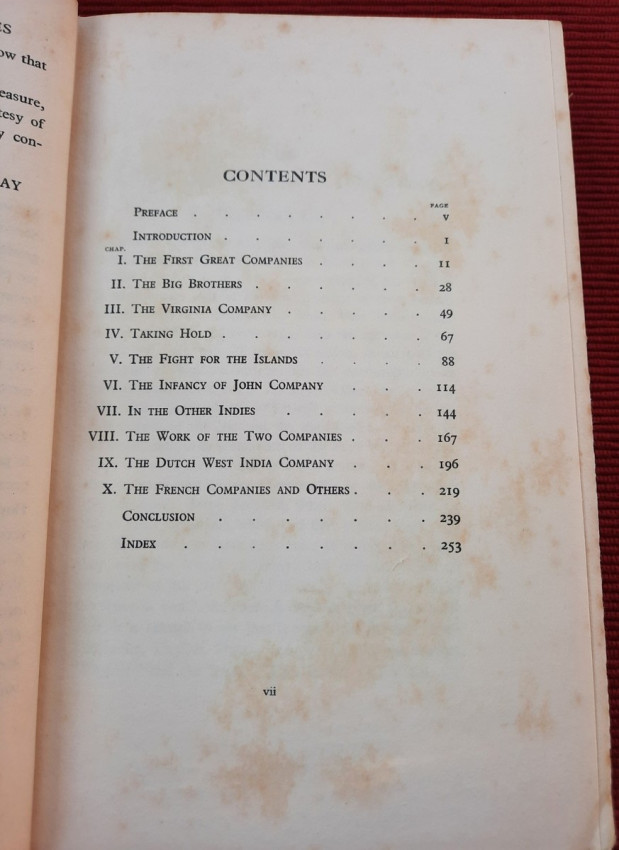 ES
ow that
easure,
tesy of
y con-
AY
CONTENTS
PAGE
PREFACE . . . . . . . . v
INTRODUCTION . . . . . . . 1
CHAP.
I. THE FIRST GREAT COMPANIES . . . . 11
II. THE BIG BROTHERS . . . . . . 28
III. THE VIRGINIA COMPANY . . . . . 49
IV. TAKING HOLD . . . . . . . 67
V. THE FIGHT FOR THE ISLANDS . . . . 88
VI. THE INFANCY OF JOHN COMPANY . . . 114
VII. IN THE OTHER INDIES . . . . . 144
VIII. THE WORK OF THE TWO COMPANIES . . . 167
IX. THE DUTCH WEST INDIA COMPANY . . . 196
X. THE FRENCH COMPANIES AND OTHERS . . . 219
CONCLUSION . . . . . . . 239
INDEX . . . . . . . . 253
vii